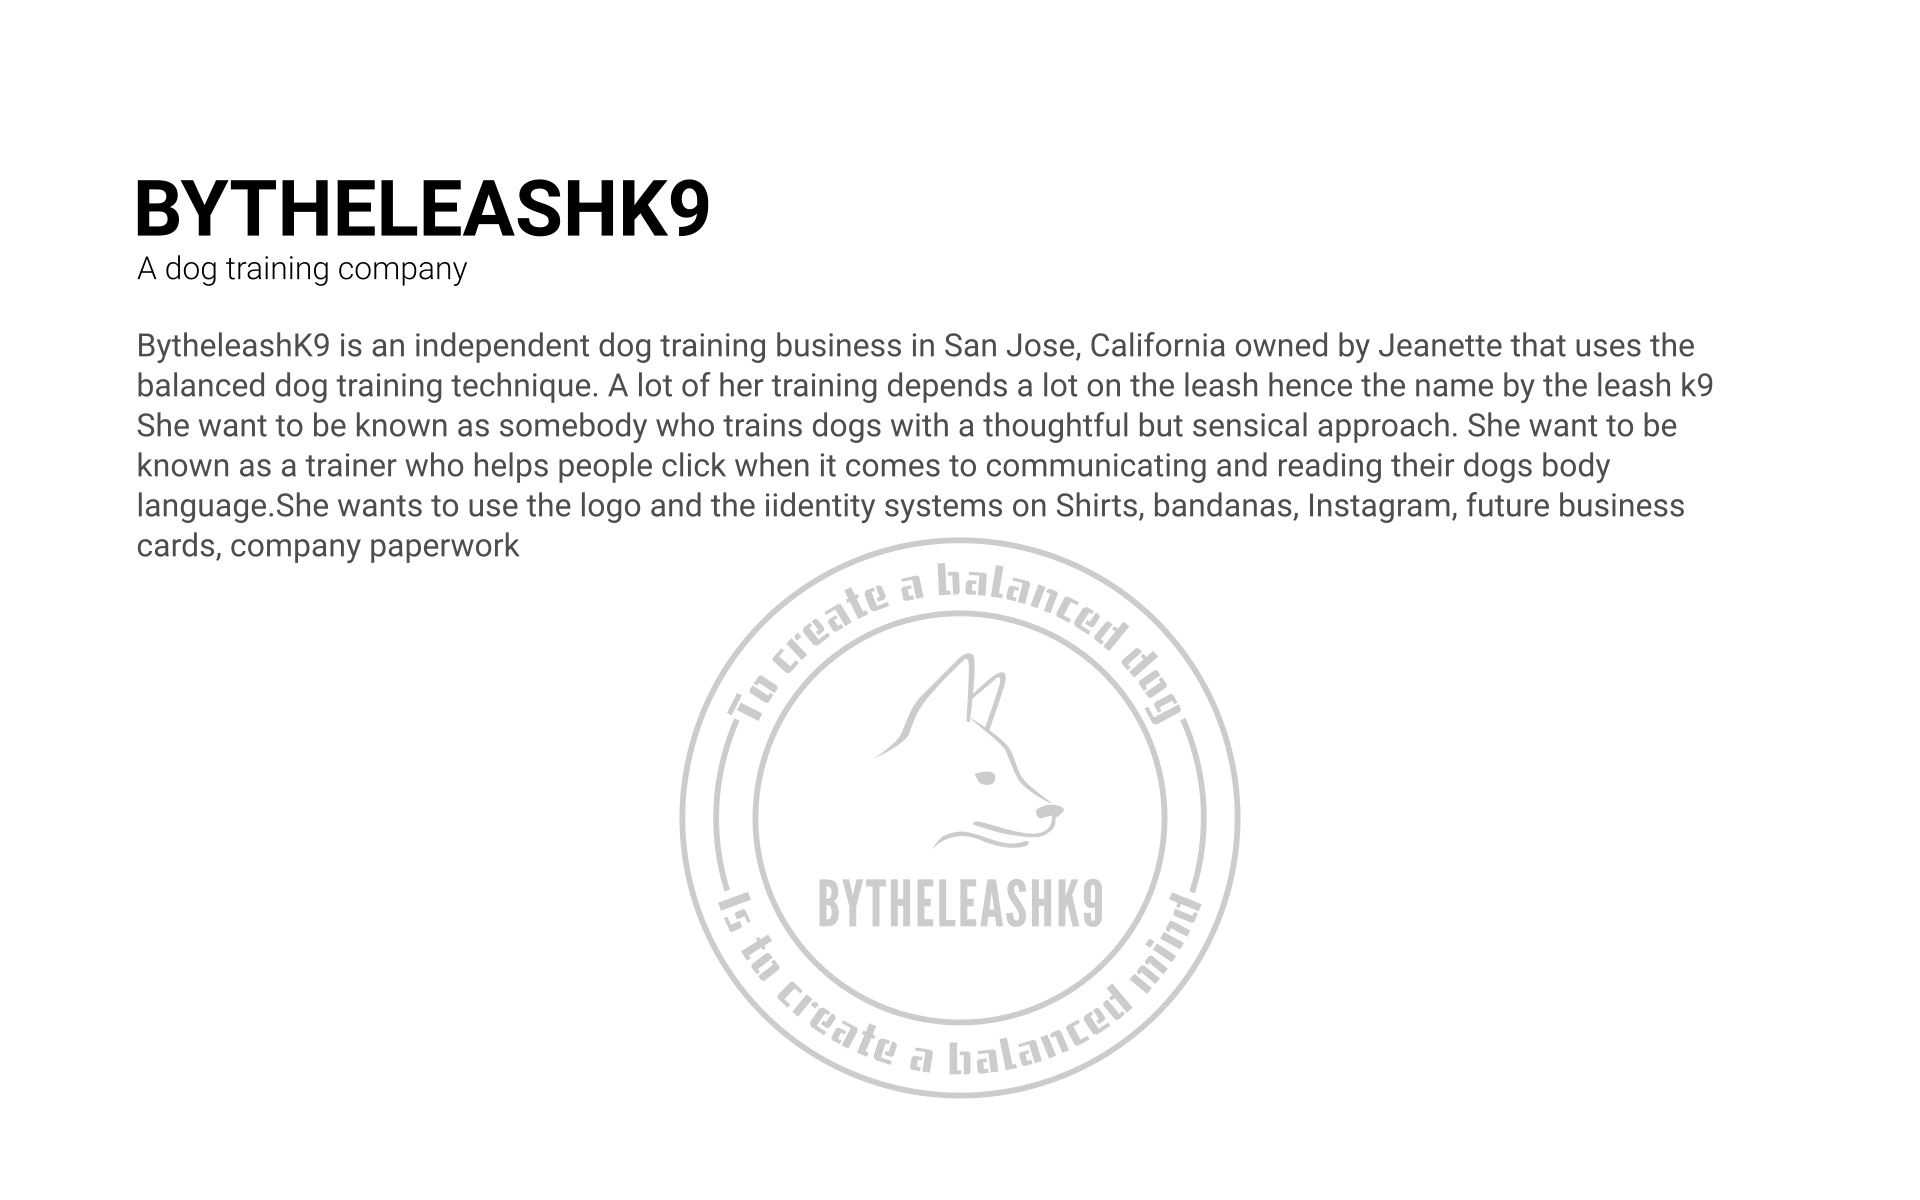 BYTHELEASHK9
A dog training company
BytheleashK9 is an independent dog training business in San Jose, California owned by Jeanette that uses the
balanced dog training technique. A lot of her training depends a lot on the leash hence the name by the leash k9
She want to be known as somebody who trains dogs with a thoughtful but sensical approach. She want to be
known as a trainer who helps people click when it comes to communicating and reading their dogs body
language.She wants to use the logo and the iidentity systems on Shirts, bandanas, Instagram, future business
cards, company paperwork
To create a balanced dog
BYTHELEASHK9
Is to create a balanced mind